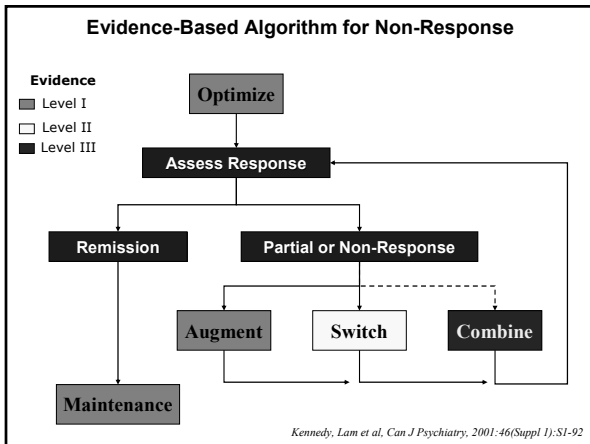 Evidence-Based Algorithm for Non-Response
Evidence
Level I
Level II
Level III
Optimize
Assess Response
Remission
Partial or Non-Response
Augment
Switch
Combine
Maintenance
Kennedy, Lam et al, Can J Psychiatry, 2001:46(Suppl 1):S1-92